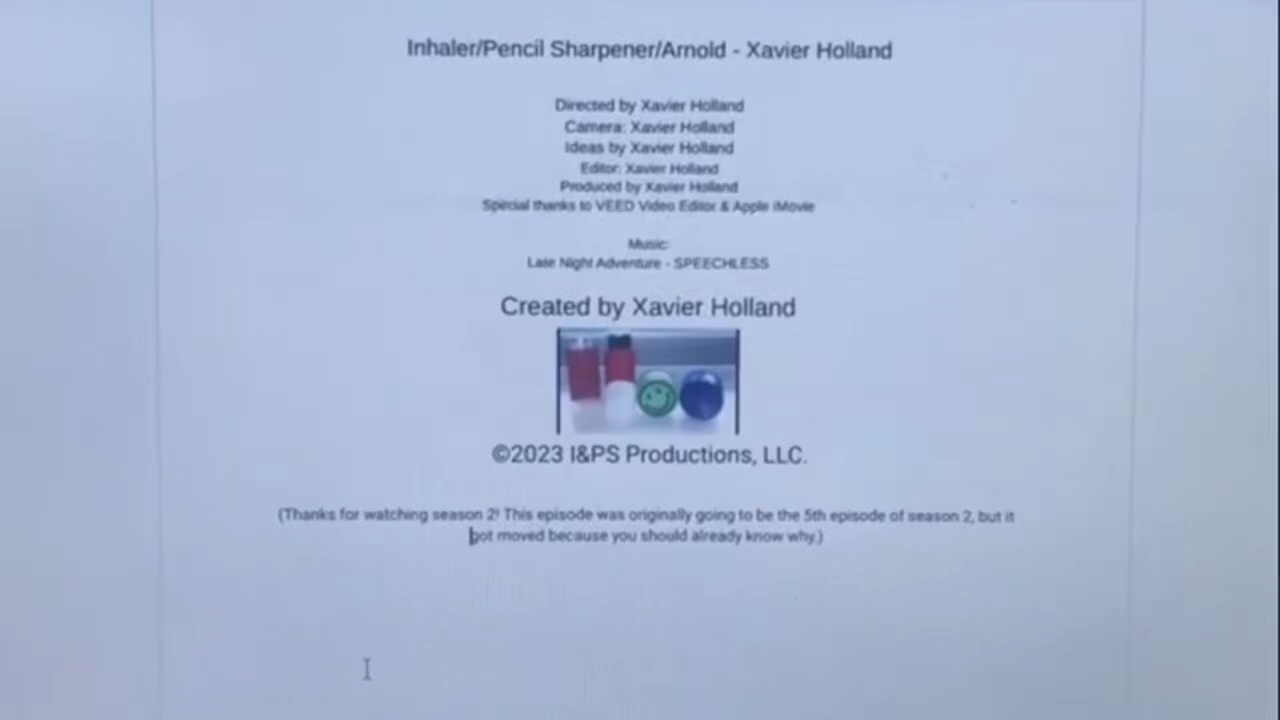 Inhaler/Pencil Sharpener/Arnold - Xavier Holland
Directed by Xavier Holland
Camera: Xavier Holland
Ideas by Xavier Holland
Editor: Xavier Holland
Produced by Xavier Holland
Special thanks to VEED Video Editor & Apple iMovie
Music:
Late Night Adventure - SPEECHLESS
Created by Xavier Holland
©2023 I&PS Productions, LLC.
(Thanks for watching season 2! This episode was originally going to be the 5th episode of season 2, but it
got moved because you should already know why.)